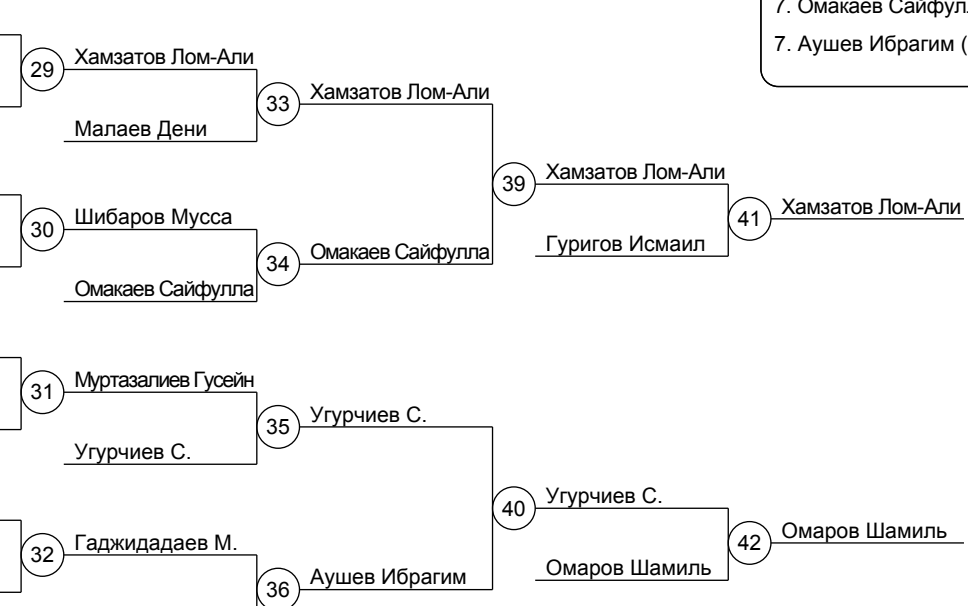 7. Омакаев Сайфулл
7. Аушев Ибрагим (
29 Хамзатов Лом-Али
33 Хамзатов Лом-Али
Малаев Дени
39 Хамзатов Лом-Али
41 Хамзатов Лом-Али
30 Шибаров Мусса
34 Омакаев Сайфулла
Гуригов Исмаил
Омакаев Сайфулла
31 Муртазалиев Гусейн
35 Угурчиев С.
Угурчиев С.
40 Угурчиев С.
42 Омаров Шамиль
32 Гаджидадаев М.
36 Аушев Ибрагим
Омаров Шамиль